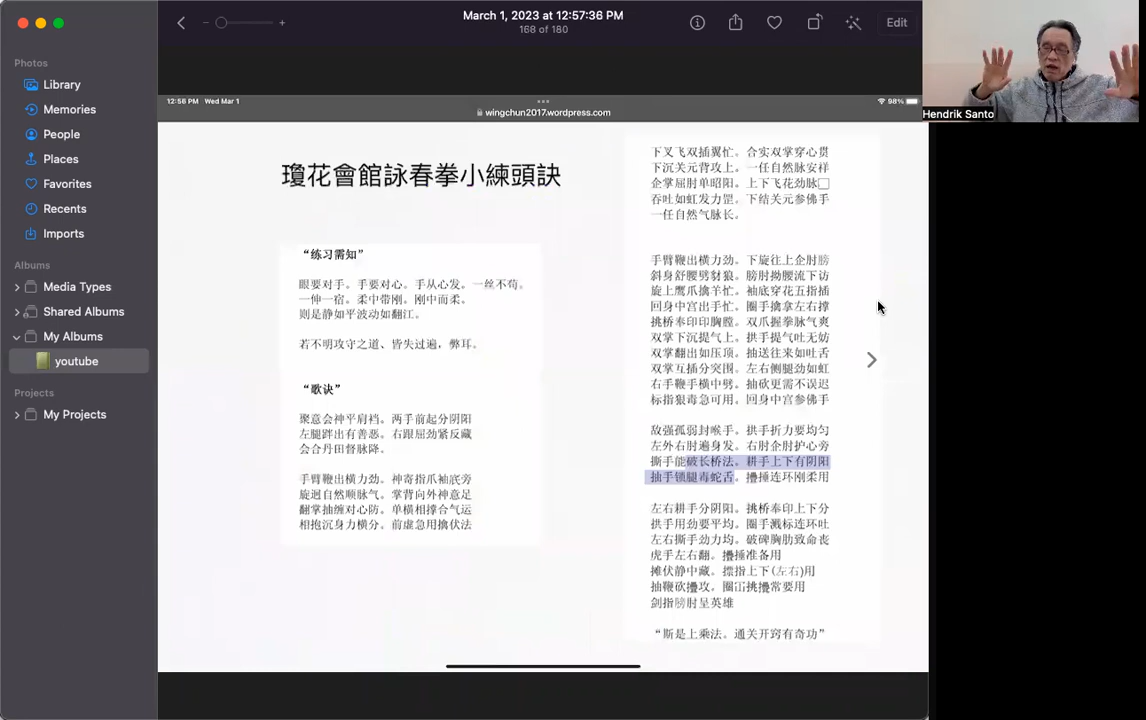 March 1, 2023 at 12:57:36 PM
168 of 180
Edit
Photos
Library
Memories
People
Places
Favorites
Recents
Imports
Albums
Media Types
Shared Albums
My Albums
youtube
Projects
My Projects
Hendrik Santo
12:56 PM Wed Mar 1
98%
wingchun2017.wordpress.com
瓊花會館詠春拳小練頭訣
“练习需知”
眼要对手。手要对心。手从心发。一丝不苟。
一伸一宿。柔中带刚。刚中而柔。
则是静如平波动如翻江。
若不明攻守之道、皆失过遍，弊耳。
“歌诀”
聚意会神平肩裆。两手前起分阴阳
左腿跘出有善恶。右跟屈劲紧反藏
会合丹田督脉降。
手臂鞭出横力劲。神寄指爪袖底旁
旋迥自然顺脉气。掌背向外神意足
翻掌抽缠对心防。单横相撑合气运
相抱沉身力横分。前虚急用擒伏法
下叉飞双插翼忙。合实双掌穿心贯
下沉关元背攻上。一任自然脉安祥
企掌屈肘单昭阳。上下飞花劲脉□
吞吐如虹发力罡。下结关元参佛手
一任自然气脉长。
手臂鞭出横力劲。下旋往上企肘膀
斜身舒腰劈豺狼。膀肘拗腰流下访
旋上鹰爪擒羊忙。袖底穿花五指插
回身中宫出手忙。圈手擒拿左右撑
挑桥奉印印胸膛。双爪握拳脉气爽
双掌下沉提气上。拱手提气吐无妨
双掌翻出如压顶。抽送往来如吐舌
双掌互插分突围。左右侧腿劲如虹
右手鞭手横中劈。抽砍更需不误迟
标指狠毒急可用。回身中宫参佛手
敌强孤弱封喉手。拱手折力要均匀
左外右肘遍身发。右肘企肘护心旁
撕手能破长桥法。耕手上下有阴阳
抽手锁腿毒蛇舌。攪捶连环刚柔用
左右耕手分阴阳。挑桥奉印上下分
拱手用劲要平均。圈手溅标连环吐
左右撕手劲力均。破碑胸肋致命丧
虎手左右翻。攪捶准备用
摊伏静中藏。摽指上下(左右)用
抽鞭砍攪攻。圈冚挑攪常要用
剑指膀肘呈英雄
“斯是上乘法。通关开窍有奇功”